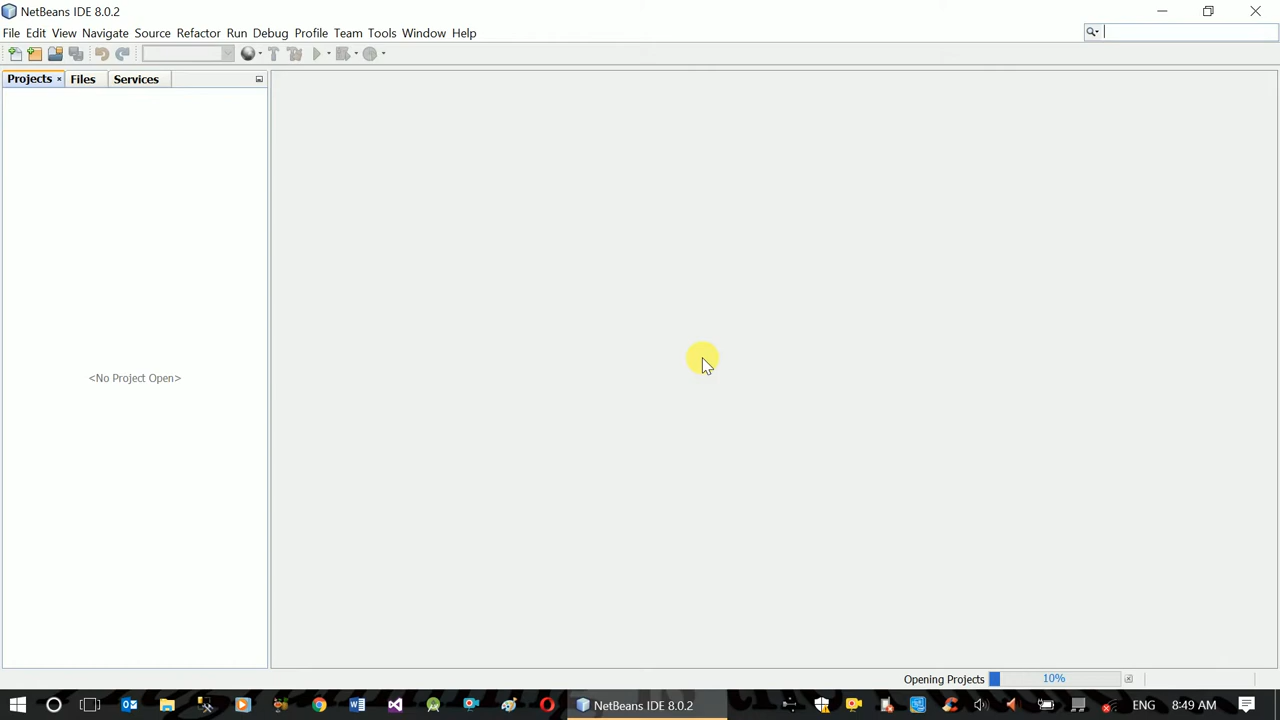 NetBeans IDE 8.0.2
File Edit View Navigate Source Refactor Run Debug Profile Team Tools Window Help
Projects Files Services
<No Project Open>
Opening Projects 10%
NetBeans IDE 8.0.2 ENG 8:49 AM